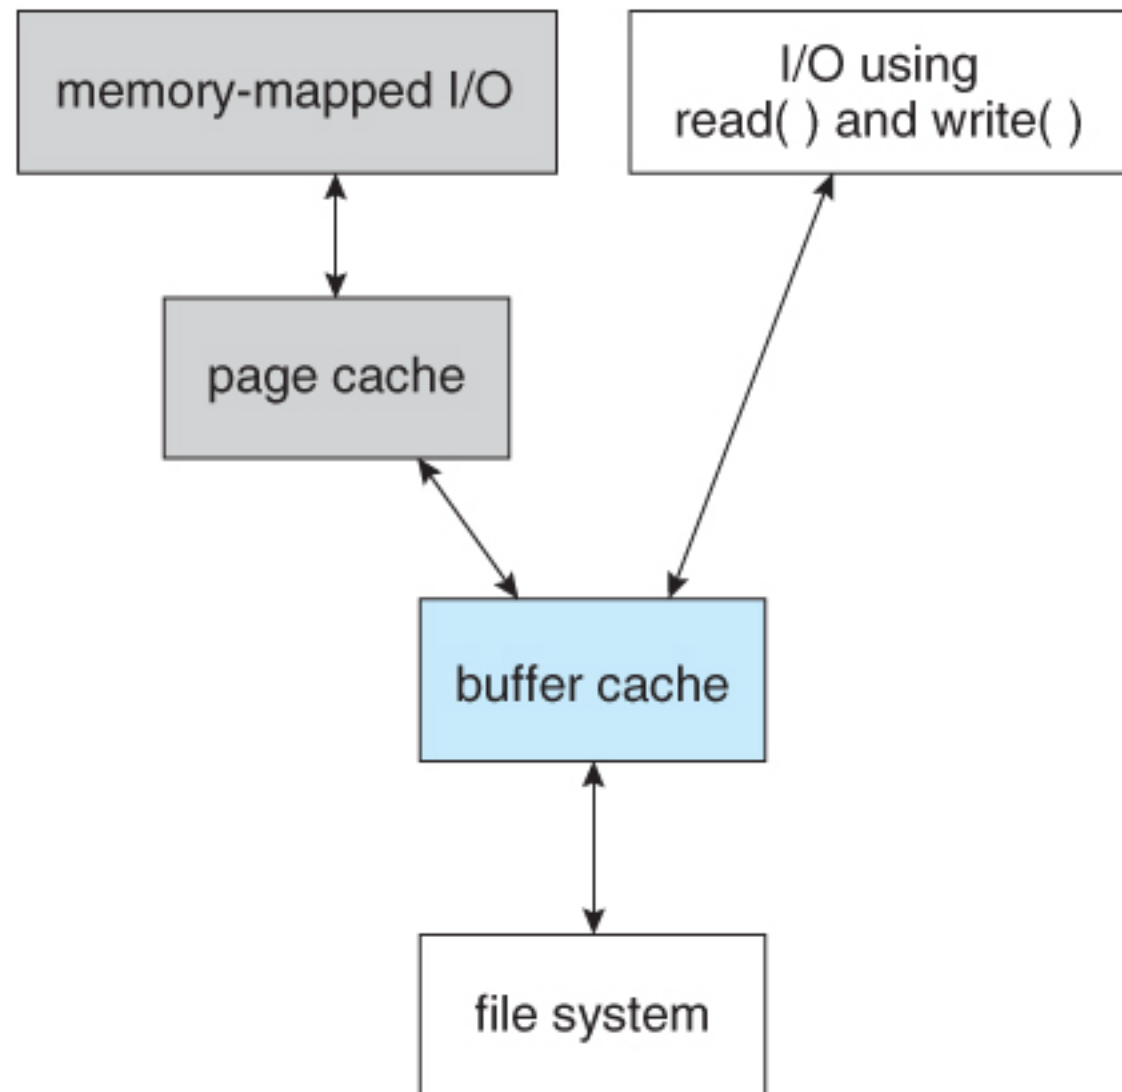 memory-mapped I/O
I/O using
read( ) and write( )
page cache
buffer cache
file system